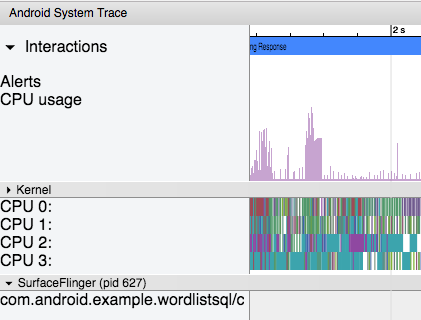 Android System Trace
2 s
Interactions
ng Response
Alerts
CPU usage
Kernel
CPU 0:
CPU 1:
CPU 2:
CPU 3:
SurfaceFlinger (pid 627)
com.android.example.wordlistsql/c